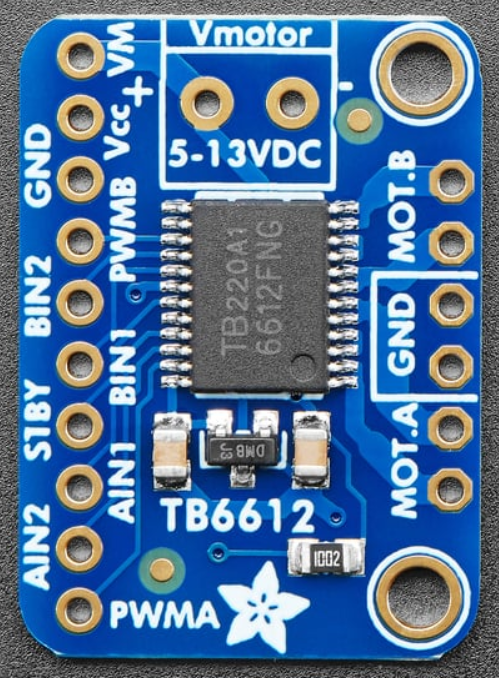 Vmotor
+
-
5-13VDC
VM
Vcc
GND
PWMB
BIN2
BIN1
STBY
AIN1
AIN2
PWMA
MOT.B
GND
MOT.A
TB220A1
6612FNG
DMB
J3
TB6612
1002